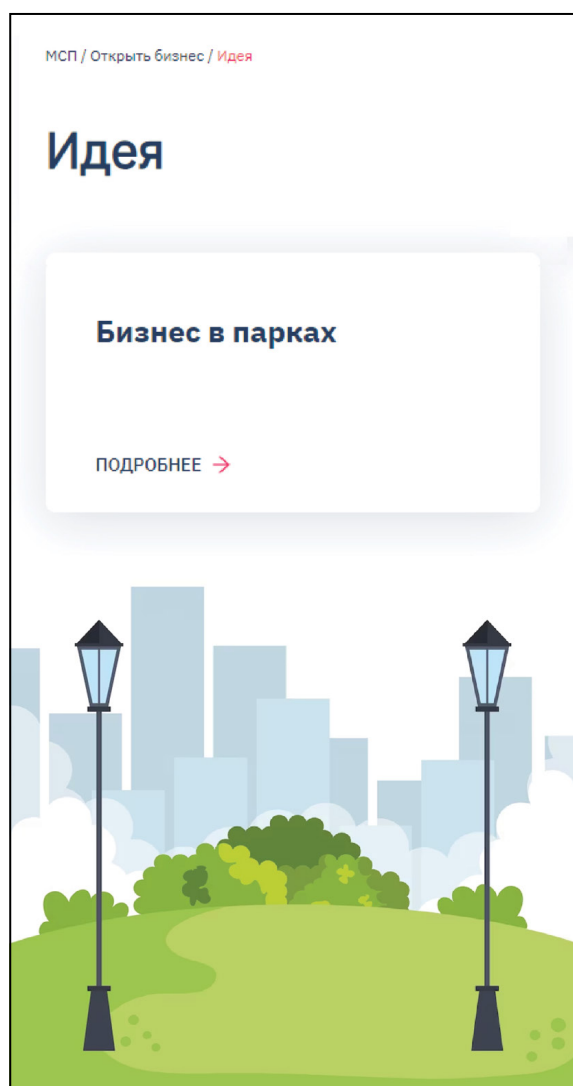 МСП / Открыть бизнес / Идея
Идея
Бизнес в парках
ПОДРОБНЕЕ →